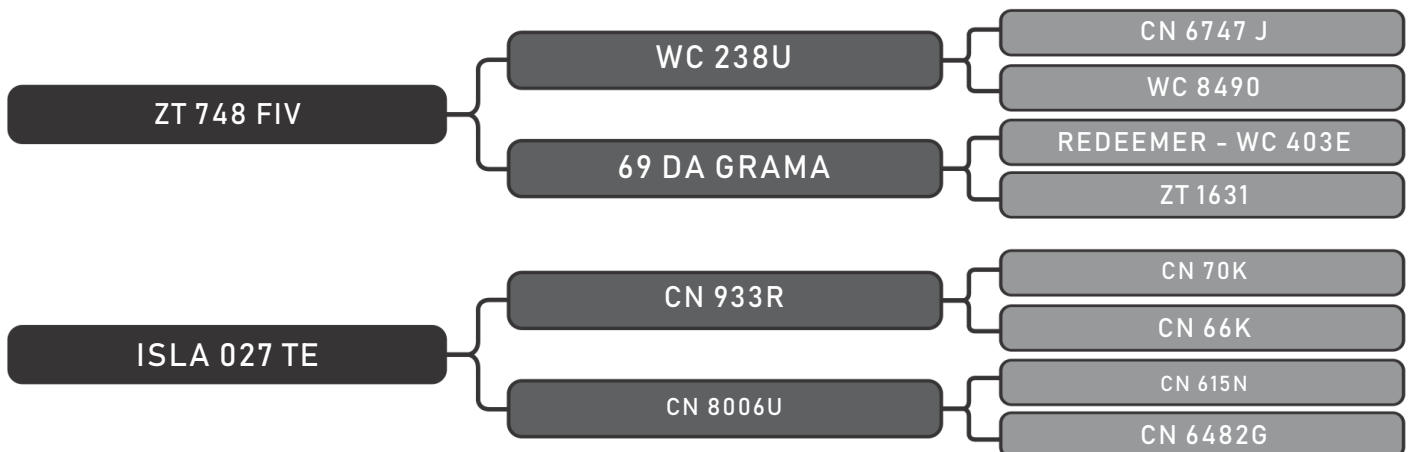 ZT 748 FIV
WC 238U
CN 6747 J
WC 8490
69 DA GRAMA
REDEEMER - WC 403E
ZT 1631
ISLA 027 TE
CN 933R
CN 70K
CN 66K
CN 8006U
CN 615N
CN 6482G